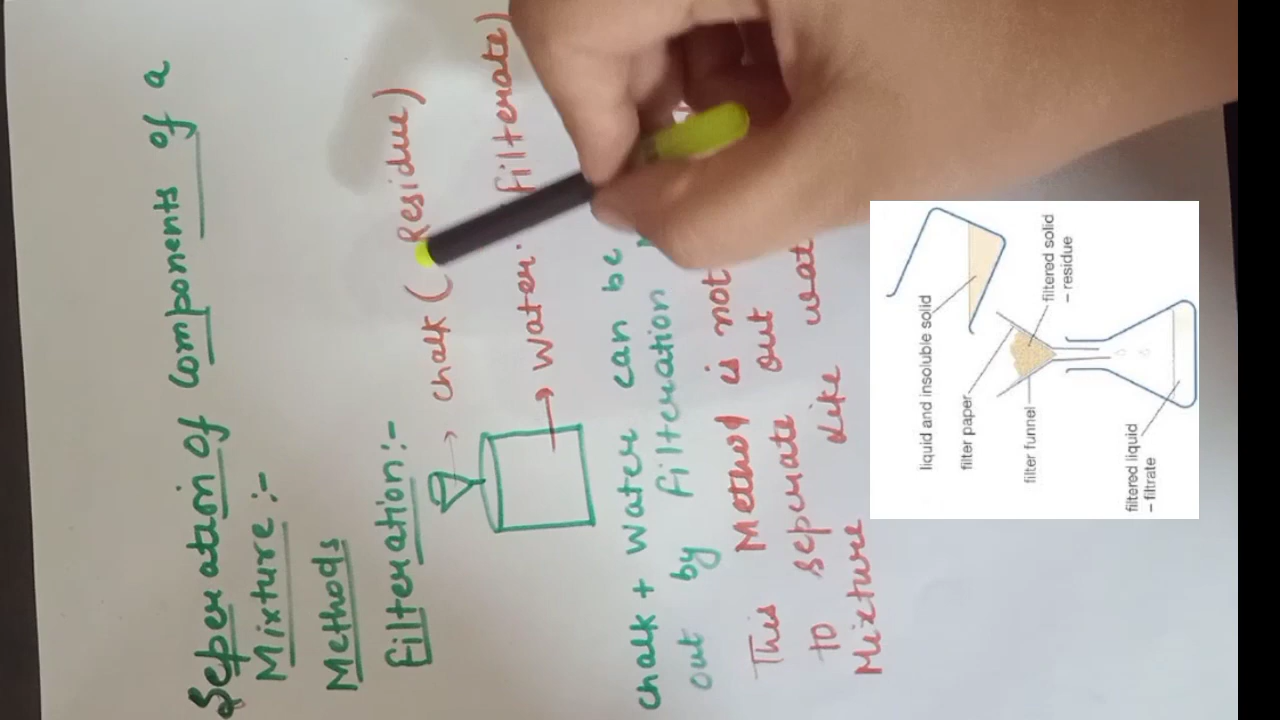 Seperation of components of a
Mixture :-
Methods
filteration:-
chalk ( Residue)
water. filterate)
chalk + water can be
out by filteration
This Method is not
to seperate out
Mixture like wat
liquid and insoluble solid
filter paper
filter funnel
filtered solid
– residue
filtered liquid
– filtrate